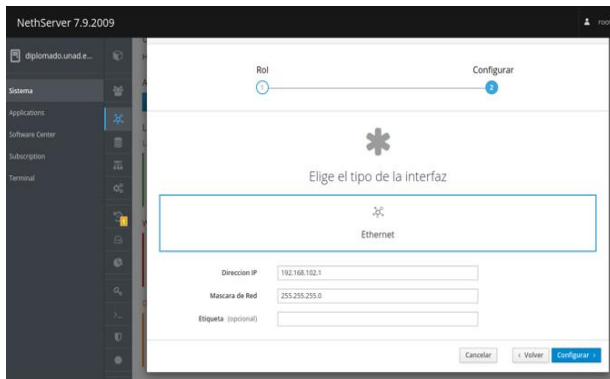 NethServer 7.9.2009
diplomado.unad.e...
Sistema
Applications
Software Center
Subscription
Terminal
Rol
Configurar
1
2
Elige el tipo de la interfaz
Ethernet
Direccion IP
192.168.102.1
Mascara de Red
255.255.255.0
Etiqueta (opcional)
Cancelar
‹ Volver
Configurar ›